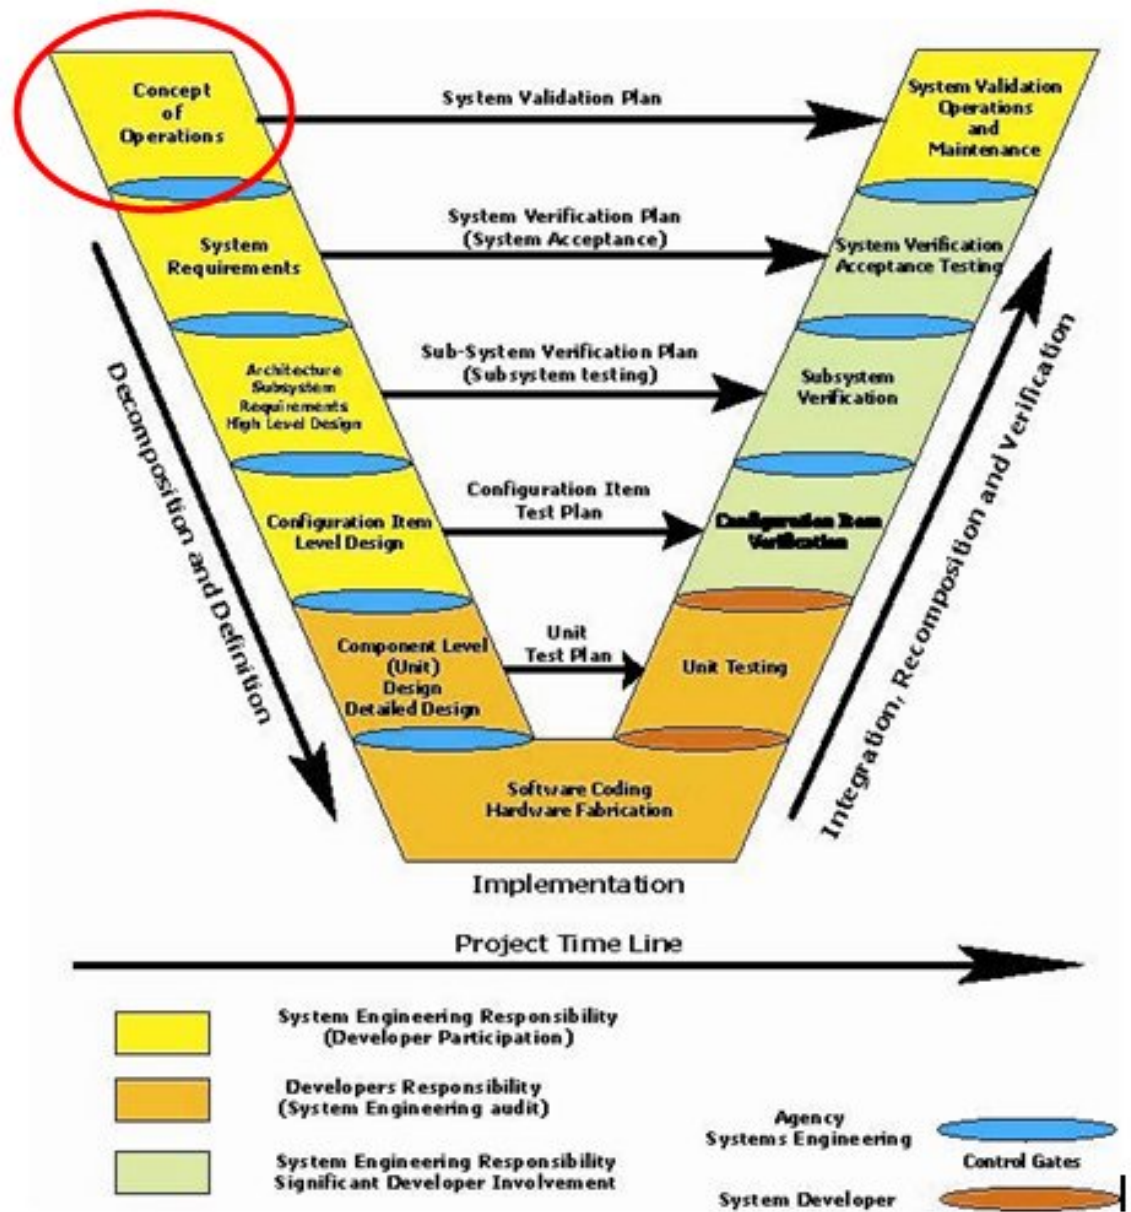 Concept
of
Operations
System Validation Plan
System Validation
Operations
and
Maintenance
System
Requirements
System Verification Plan
(System Acceptance)
System Verification
Acceptance Testing
Architecture
Subsystem
Requirements
High Level Design
Sub-System Verification Plan
(Subsystem testing)
Subsystem
Verification
Configuration Item
Level Design
Configuration Item
Test Plan
Configuration Item
Verification
Component Level
(Unit)
Design
Detailed Design
Unit
Test Plan
Unit Testing
Software Coding
Hardware Fabrication
Decomposition and Definition
Integration, Recomposition and Verification
Implementation
Project Time Line
System Engineering Responsibility
(Developer Participation)
Developers Responsibility
(System Engineering audit)
System Engineering Responsibility
Significant Developer Involvement
Agency
Systems Engineering
Control Gates
System Developer